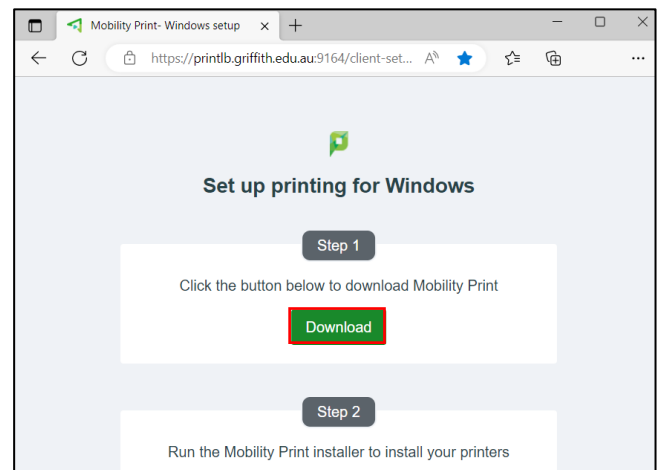 Mobility Print- Windows setup
https://printlb.griffith.edu.au:9164/client-set...
Set up printing for Windows
Step 1
Click the button below to download Mobility Print
Download
Step 2
Run the Mobility Print installer to install your printers